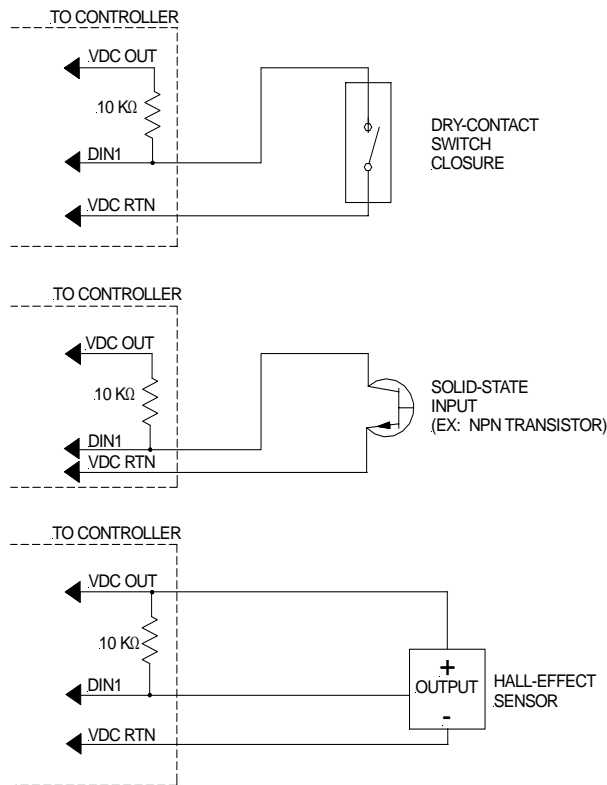 TO CONTROLLER
VDC OUT
10 KΩ
DIN1
VDC RTN
DRY-CONTACT
SWITCH
CLOSURE
TO CONTROLLER
VDC OUT
10 KΩ
DIN1
VDC RTN
SOLID-STATE
INPUT
(EX: NPN TRANSISTOR)
TO CONTROLLER
VDC OUT
10 KΩ
DIN1
VDC RTN
+
OUTPUT
-
HALL-EFFECT
SENSOR